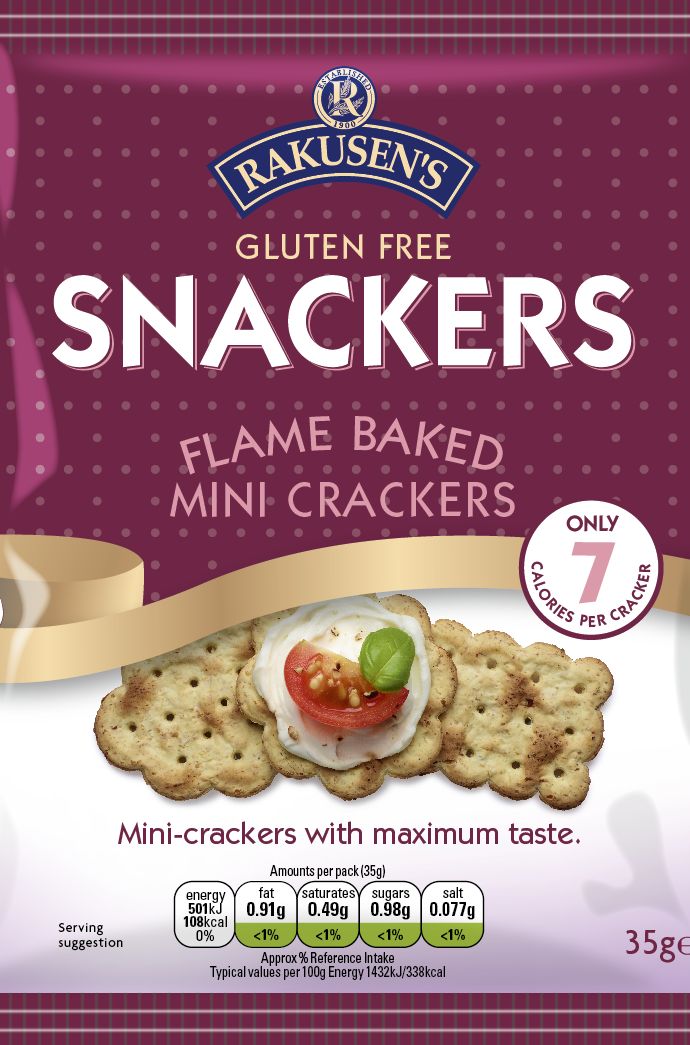 ESTABLISHED
R
1900
RAKUSEN'S
GLUTEN FREE
SNACKERS
FLAME BAKED
MINI CRACKERS
ONLY
7
CALORIES PER CRACKER
Mini-crackers with maximum taste.
Amounts per pack (35g)
energy fat saturates sugars salt
501kJ 0.91g 0.49g 0.98g 0.077g
108kcal
0% <1% <1% <1% <1%
Approx % Reference Intake
Typical values per 100g Energy 1432kJ/338kcal
Serving
suggestion
35ge